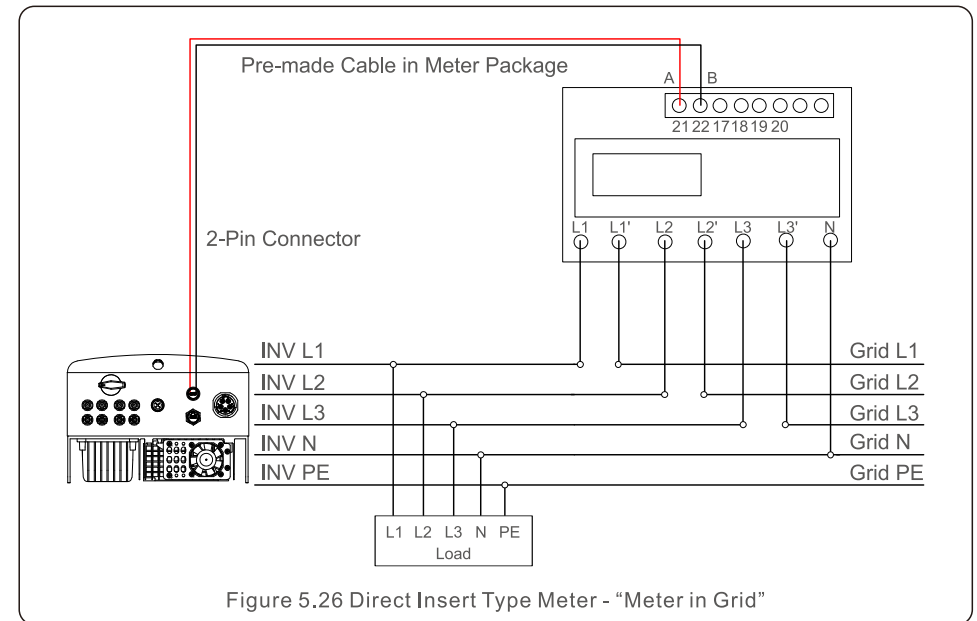 Pre-made Cable in Meter Package
A B
21 22 17 18 19 20
2-Pin Connector
L1 L1' L2 L2' L3 L3' N
INV L1 Grid L1
INV L2 Grid L2
INV L3 Grid L3
INV N Grid N
INV PE Grid PE
L1 L2 L3 N PE
Load
Figure 5.26 Direct Insert Type Meter - “Meter in Grid”